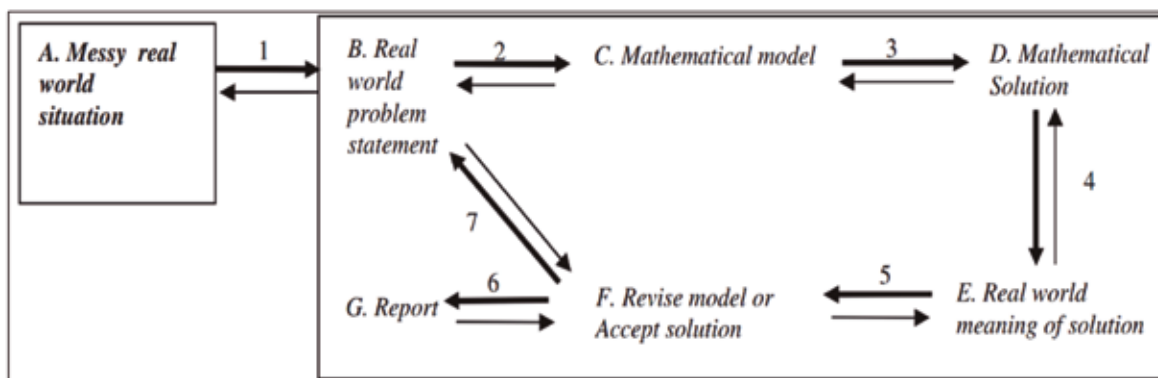 A. Messy real
world
situation
1
B. Real
world
problem
statement
2
C. Mathematical model
3
D. Mathematical
Solution
4
7
6
G. Report
F. Revise model or
Accept solution
5
E. Real world
meaning of solution